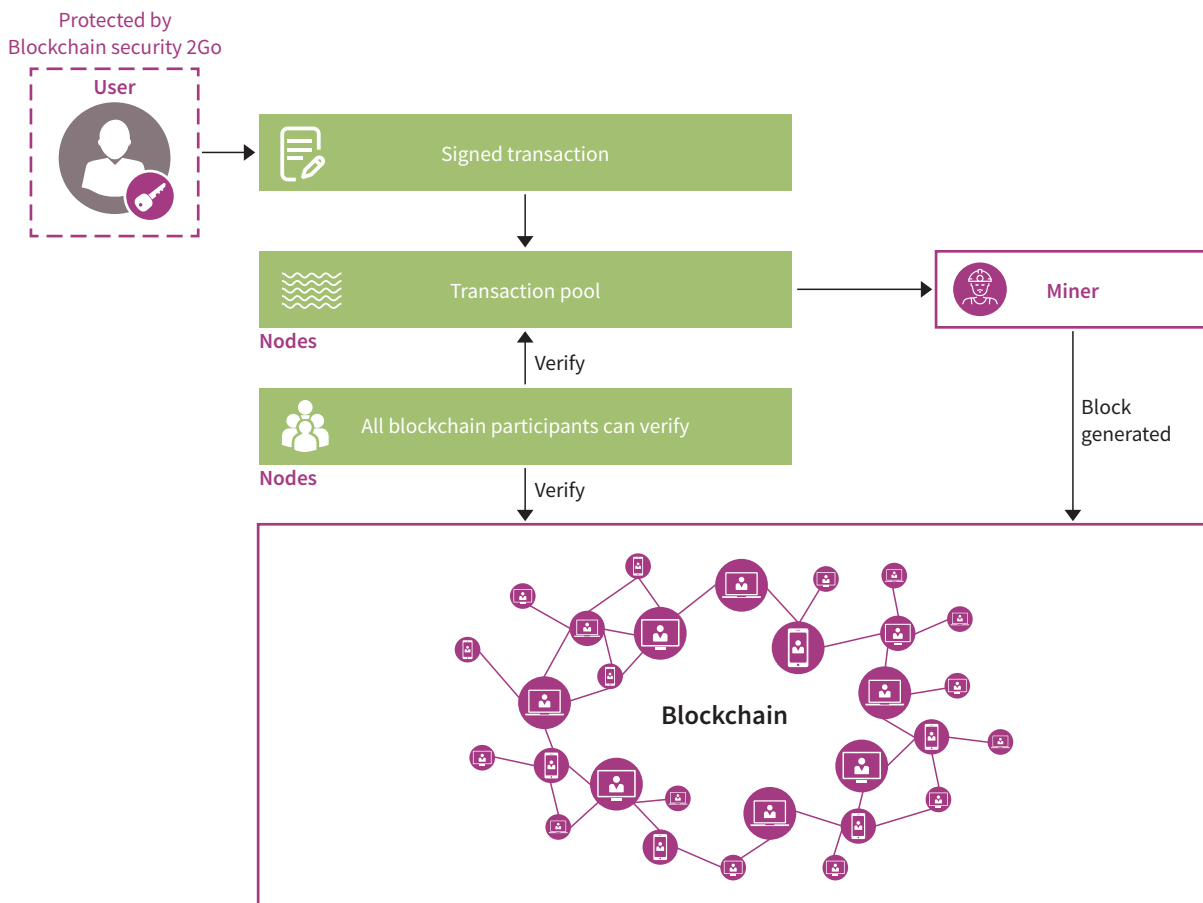 Protected by
Blockchain security 2Go
User
Signed transaction
Transaction pool
Miner
Nodes
Verify
All blockchain participants can verify
Block
generated
Nodes
Verify
Blockchain